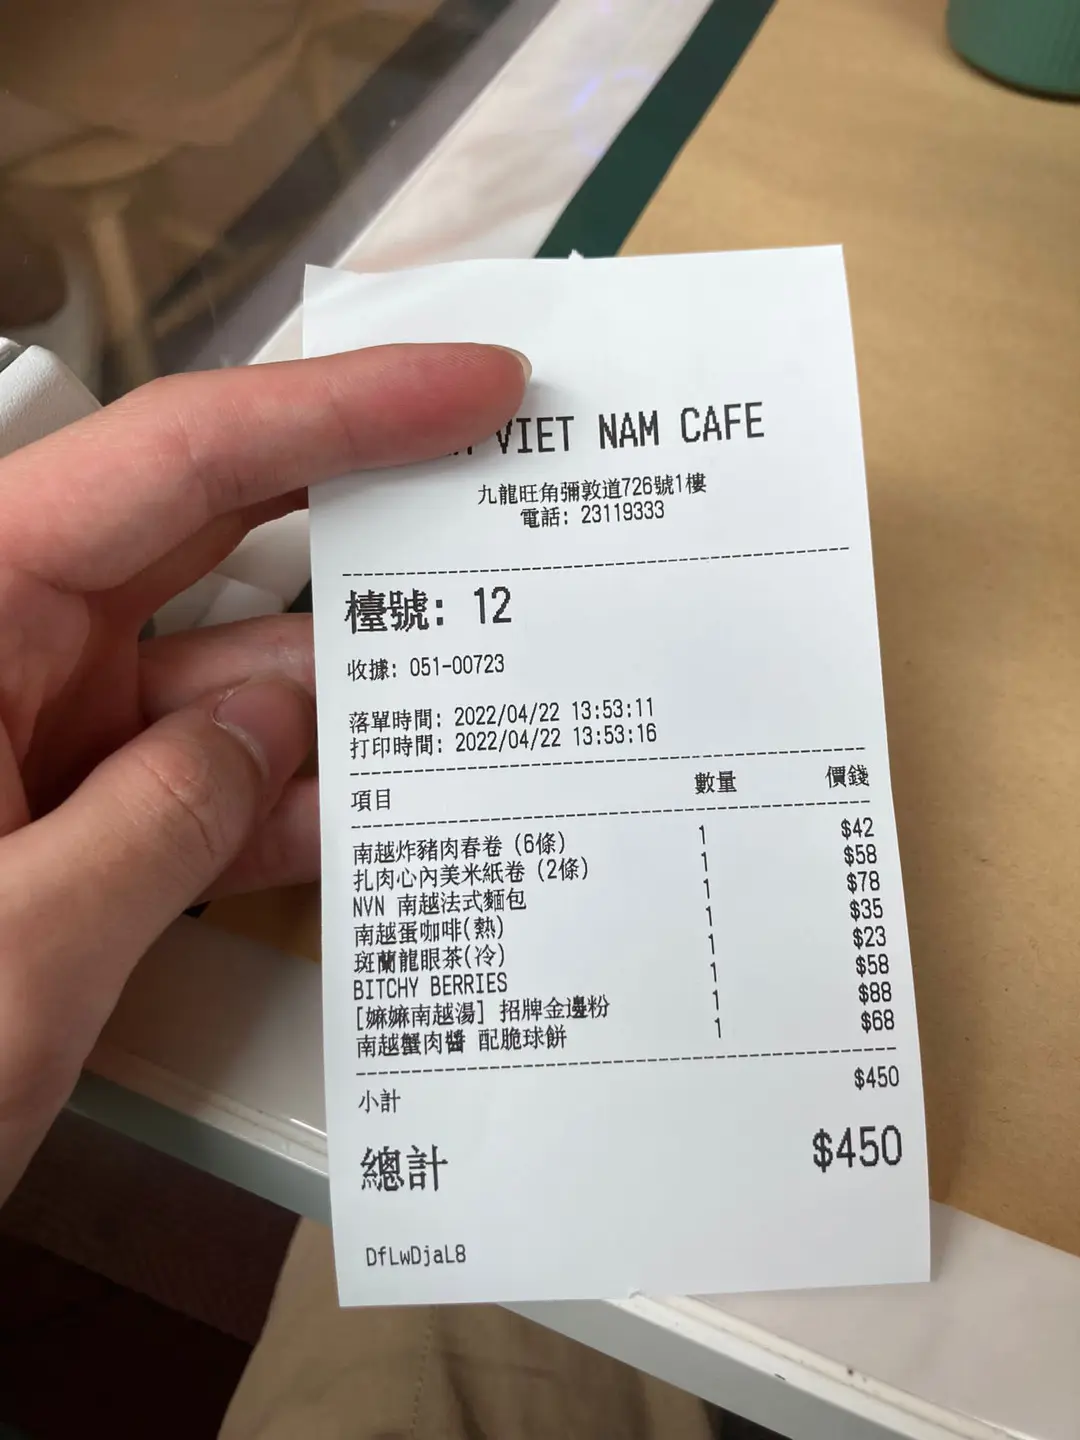 VIET NAM CAFE
九龍旺角彌敦道726號1樓
電話: 23119333
檯號: 12
收據: 051-00723
落單時間: 2022/04/22 13:53:11
打印時間: 2022/04/22 13:53:16
項目 數量 價錢
南越炸豬肉春卷 (6條) 1 $42
扎肉心內美米紙卷 (2條) 1 $58
NVN 南越法式麵包 1 $78
南越蛋咖啡(熱) 1 $35
斑蘭龍眼茶(冷) 1 $23
BITCHY BERRIES 1 $58
[嫲嫲南越湯] 招牌金邊粉 1 $88
南越蟹肉醬 配脆球餅 1 $68
小計 $450
總計 $450
DfLwDjaL8